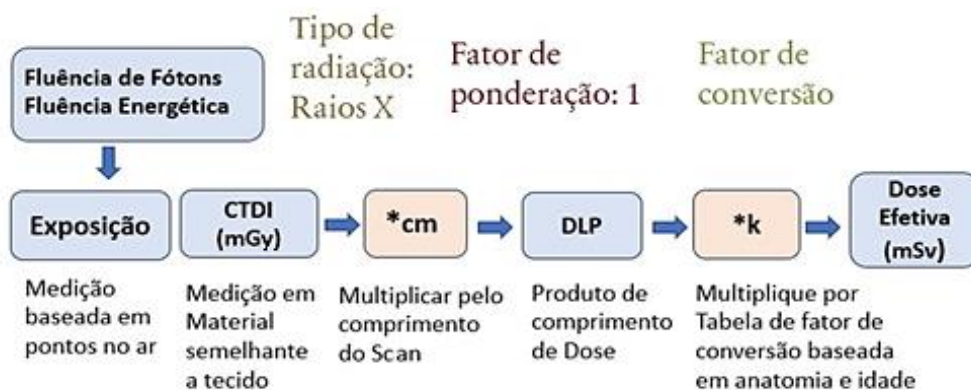 Fluência de Fótons
Fluência Energética
Tipo de
radiação:
Raios X
Fator de
ponderação: 1
Fator de
conversão
Exposição
CTDI
(mGy)
*cm
DLP
*k
Dose
Efetiva
(mSv)
Medição
baseada em
pontos no ar
Medição em
Material
semelhante
a tecido
Multiplicar pelo
comprimento
do Scan
Produto de
comprimento
de Dose
Multiplique por
Tabela de fator de
conversão baseada
em anatomia e idade